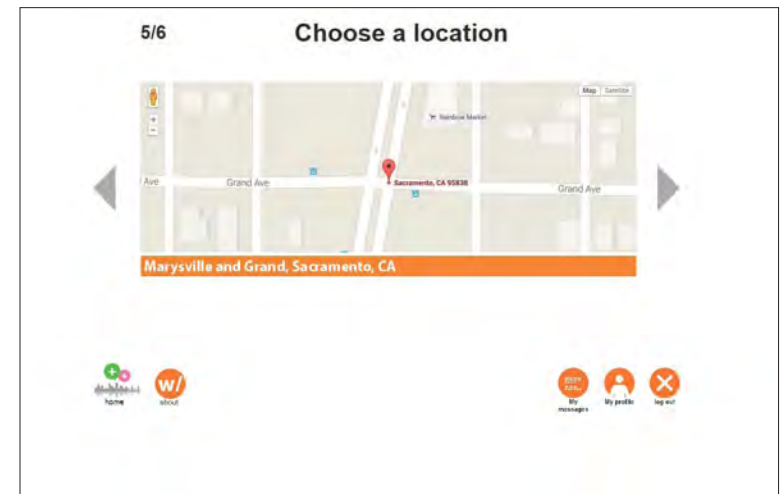 5/6
Choose a location
Map Satellite
Rainbow Market
Ave
Grand Ave
Sacramento, CA 95838
Grand Ave
Marysville and Grand, Sacramento, CA
+
-
+ +
w/
home
about
My messages
My profile
log out